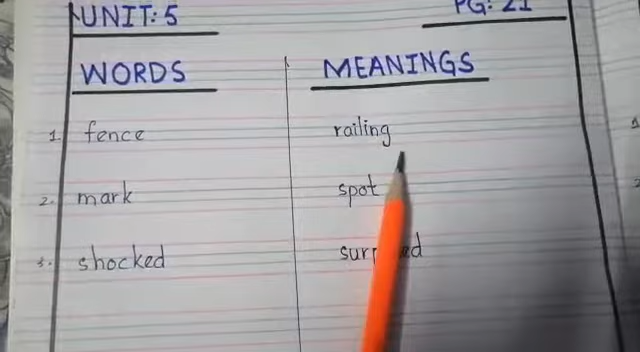 UNIT: 5 PG: 21
WORDS MEANINGS
1. fence railing
2. mark spot
3. shocked